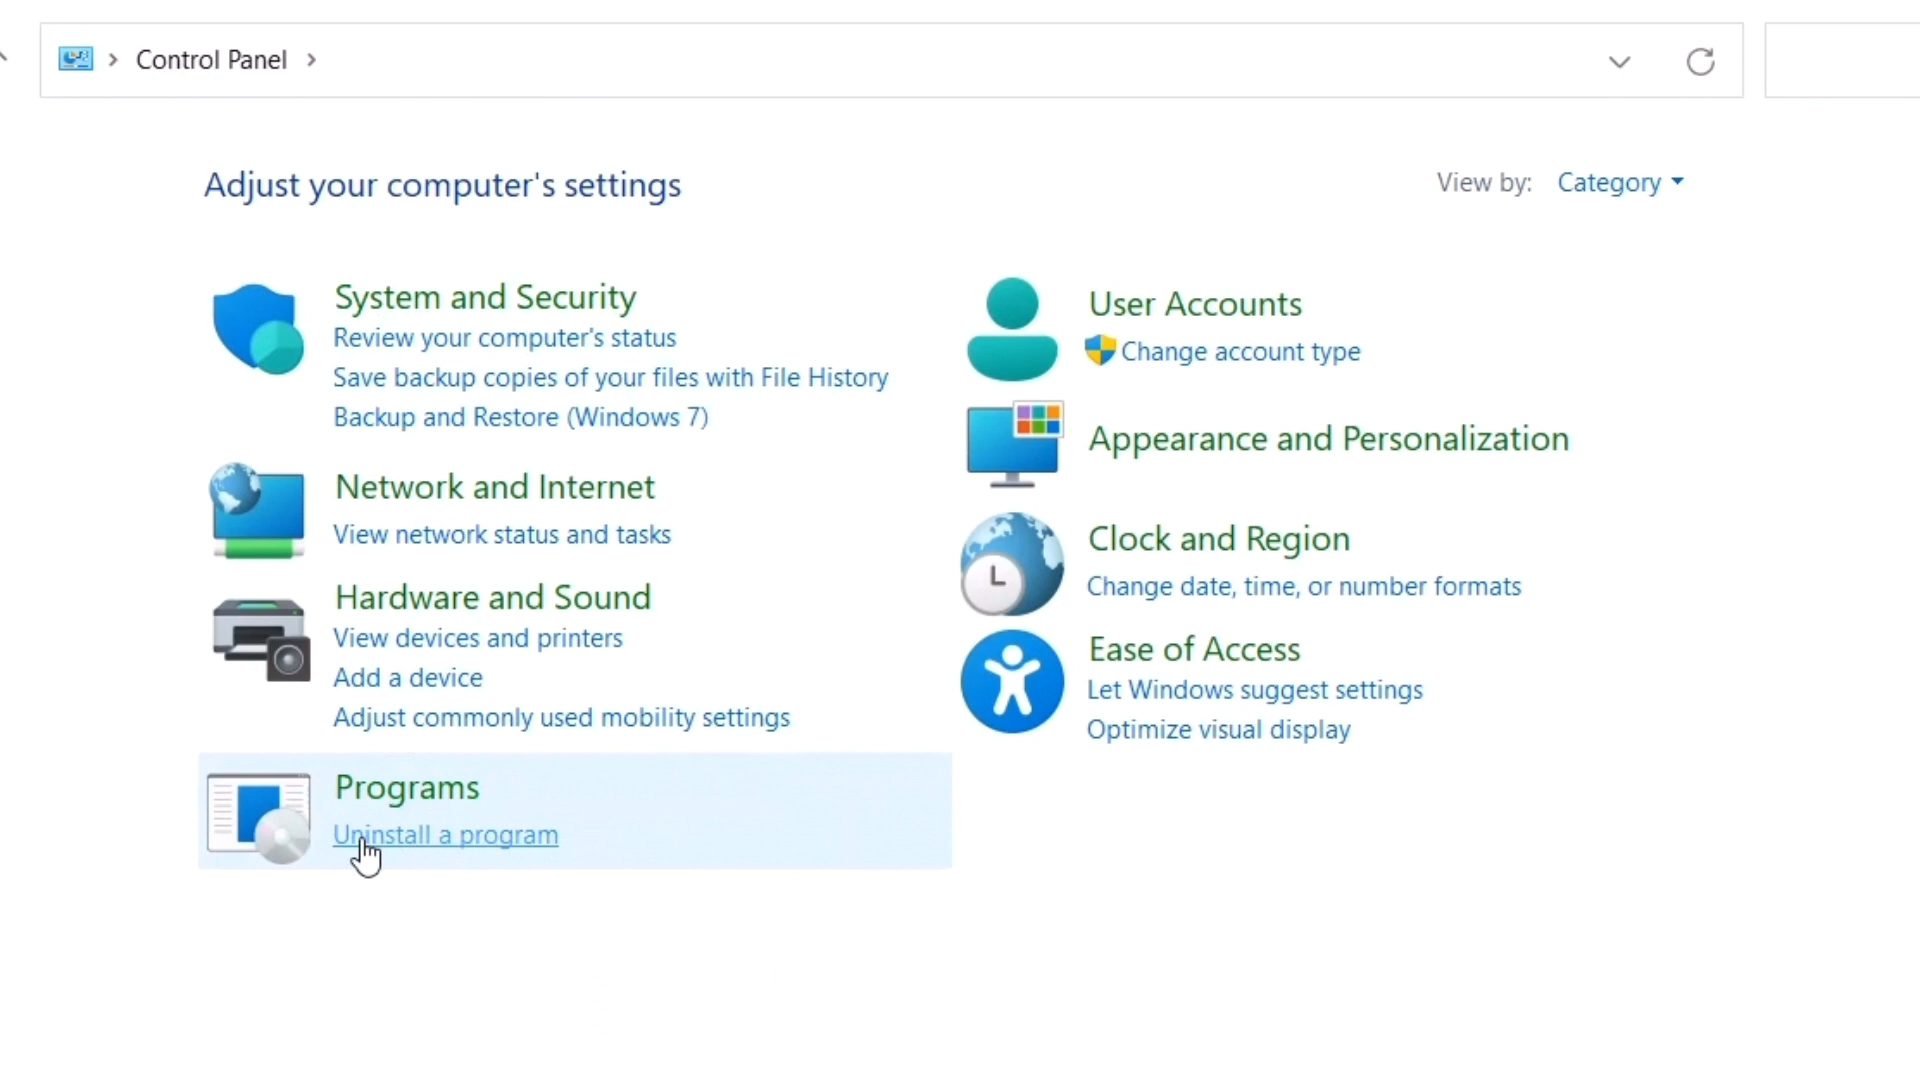 Control Panel
Adjust your computer's settings
View by: Category
System and Security
Review your computer's status
Save backup copies of your files with File History
Backup and Restore (Windows 7)
Network and Internet
View network status and tasks
Hardware and Sound
View devices and printers
Add a device
Adjust commonly used mobility settings
Programs
Uninstall a program
User Accounts
Change account type
Appearance and Personalization
Clock and Region
Change date, time, or number formats
Ease of Access
Let Windows suggest settings
Optimize visual display